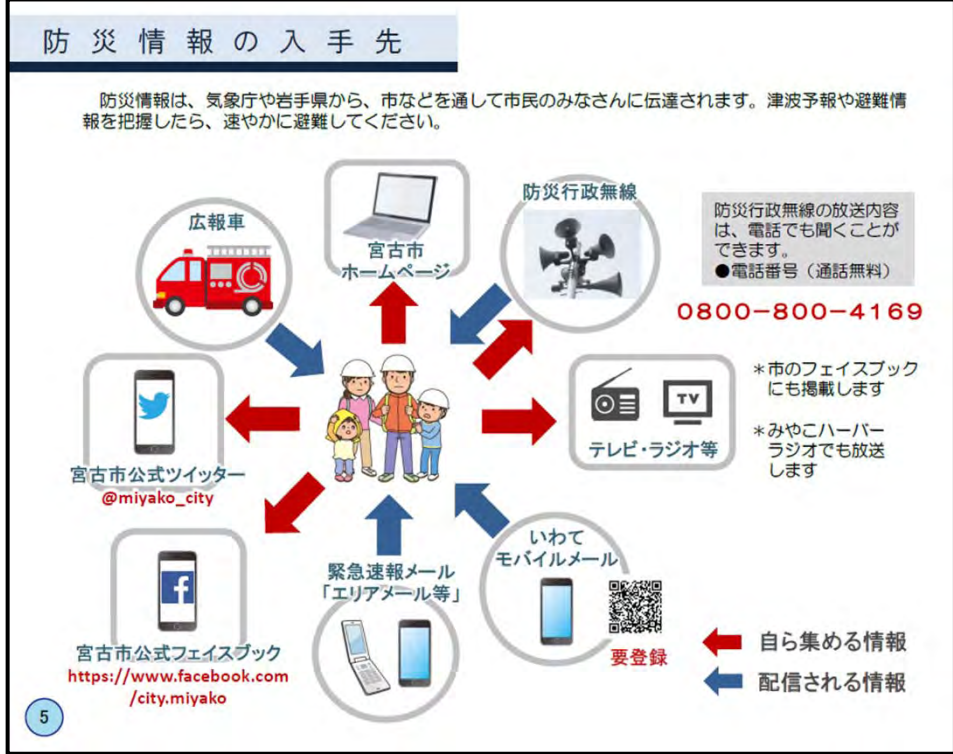 防災情報の入手先
防災情報は、気象庁や岩手県から、市などを通して市民のみなさんに伝達されます。津波予報や避難情
報を把握したら、速やかに避難してください。
広報車
宮古市
ホームページ
防災行政無線
防災行政無線の放送内容
は、電話でも聞くことが
できます。
●電話番号（通話無料）
0800-800-4169
宮古市公式ツイッター
@miyako_city
TV
テレビ・ラジオ等
＊市のフェイスブック
にも掲載します
＊みやこハーバー
ラジオでも放送
します
宮古市公式フェイスブック
https://www.facebook.com
/city.miyako
緊急速報メール
「エリアメール等」
いわて
モバイルメール
要登録
自ら集める情報
配信される情報
5